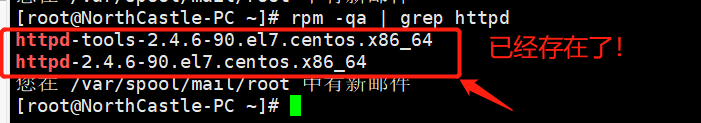 您在 /var/spool/mail/root 中有新邮件
[root@NorthCastle-PC ~]# rpm -qa | grep httpd
httpd-tools-2.4.6-90.el7.centos.x86_64
httpd-2.4.6-90.el7.centos.x86_64
已经存在了！
您在 /var/spool/mail/root 中有新邮件
[root@NorthCastle-PC ~]#